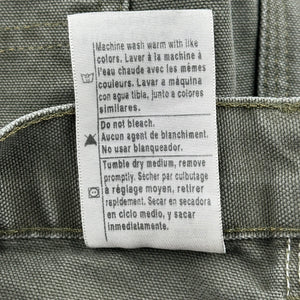 Machine wash warm with like
colors. Laver à la machine à
l'eau chaude avec les mêmes
couleurs. Lavar a máquina
con agua tibia, junto a colores
similares.
Do not bleach.
Aucun agent de blanchiment.
No usar blanqueador.
Tumble dry medium, remove
promptly. Sécher par culbutage
à réglage moyen, retirer
rapidement. Secar en secadora
en ciclo medio, y sacar
inmediatamente.